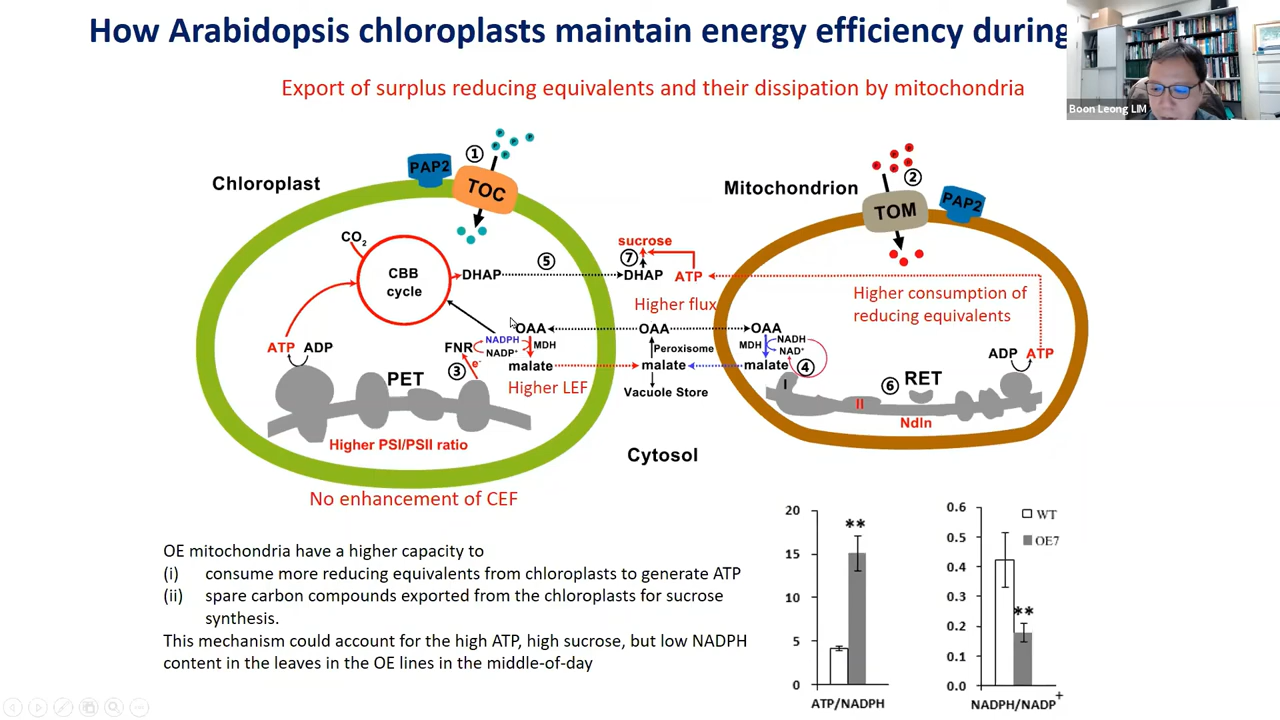 How Arabidopsis chloroplasts maintain energy efficiency during
Boon Leong LIM
Export of surplus reducing equivalents and their dissipation by mitochondria
P P P P P
①
PAP2
TOC
Chloroplast
CO2
CBB
cycle
DHAP
⑤
ATP ADP
FNR
NADPH
NADP+
OAA
MDH
malate
③
e-
PET
Higher LEF
Higher PSI/PSII ratio
No enhancement of CEF
sucrose
⑦
DHAP
ATP
Higher flux
OAA
Peroxisome
malate
Vacuole Store
Cytosol
Mitochondrion
P P P P P
②
TOM
PAP2
Higher consumption of
reducing equivalents
OAA
MDH
NADH
NAD+
malate
④
I
II
⑥
RET
NdIn
ADP ATP
OE mitochondria have a higher capacity to
(i) consume more reducing equivalents from chloroplasts to generate ATP
(ii) spare carbon compounds exported from the chloroplasts for sucrose
synthesis.
This mechanism could account for the high ATP, high sucrose, but low NADPH
content in the leaves in the OE lines in the middle-of-day
20
15
10
5
0
**
ATP/NADPH
0.6
0.5
0.4
0.3
0.2
0.1
0.0
WT
OE7
**
NADPH/NADP+